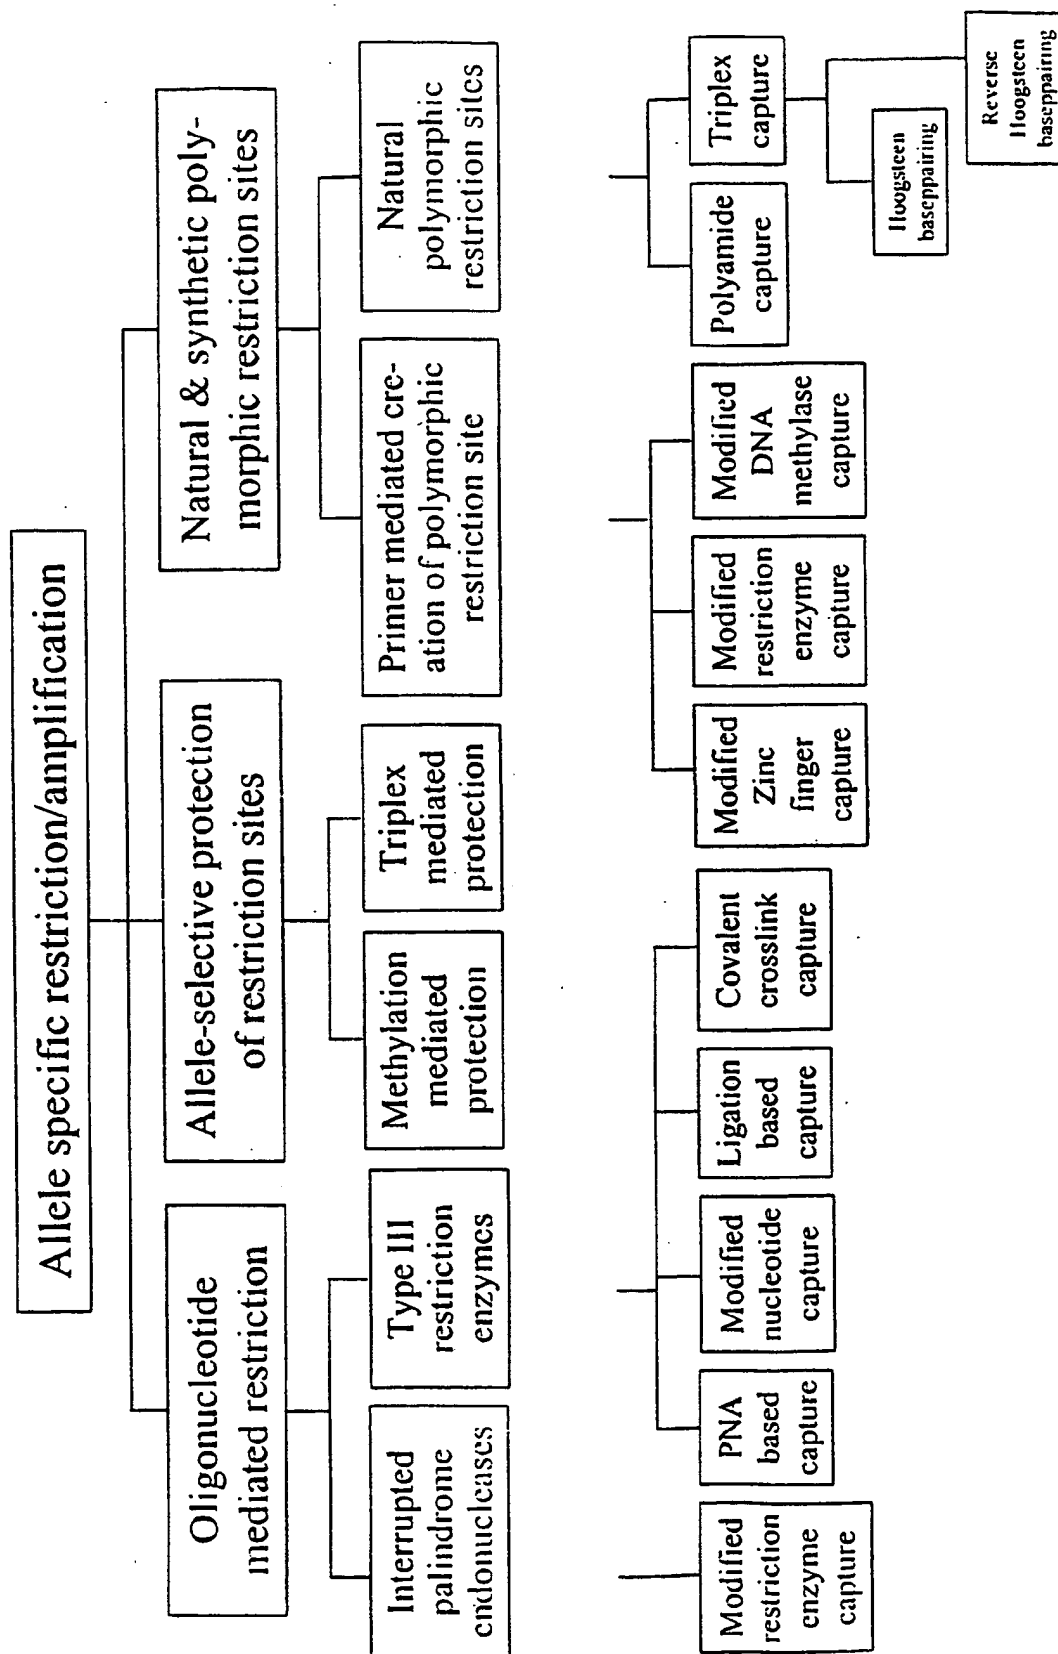 Allele specific restriction/amplification
Oligonucleotide
mediated restriction
Allele-selective protection
of restriction sites
Natural & synthetic poly-
morphic restriction sites
Interrupted
palindrome
endonucleases
Type III
restriction
enzymes
Methylation
mediated
protection
Triplex
mediated
protection
Primer mediated cre-
ation of polymorphic
restriction site
Natural
polymorphic
restriction sites
Modified
restriction
enzyme
capture
PNA
based
capture
Modified
nucleotide
capture
Ligation
based
capture
Covalent
crosslink
capture
Modified
Zinc
finger
capture
Modified
restriction
enzyme
capture
Modified
DNA
methylase
capture
Polyamide
capture
Triplex
capture
Hoogsteen
baseppairing
Reverse
Hoogsteen
baseppairing